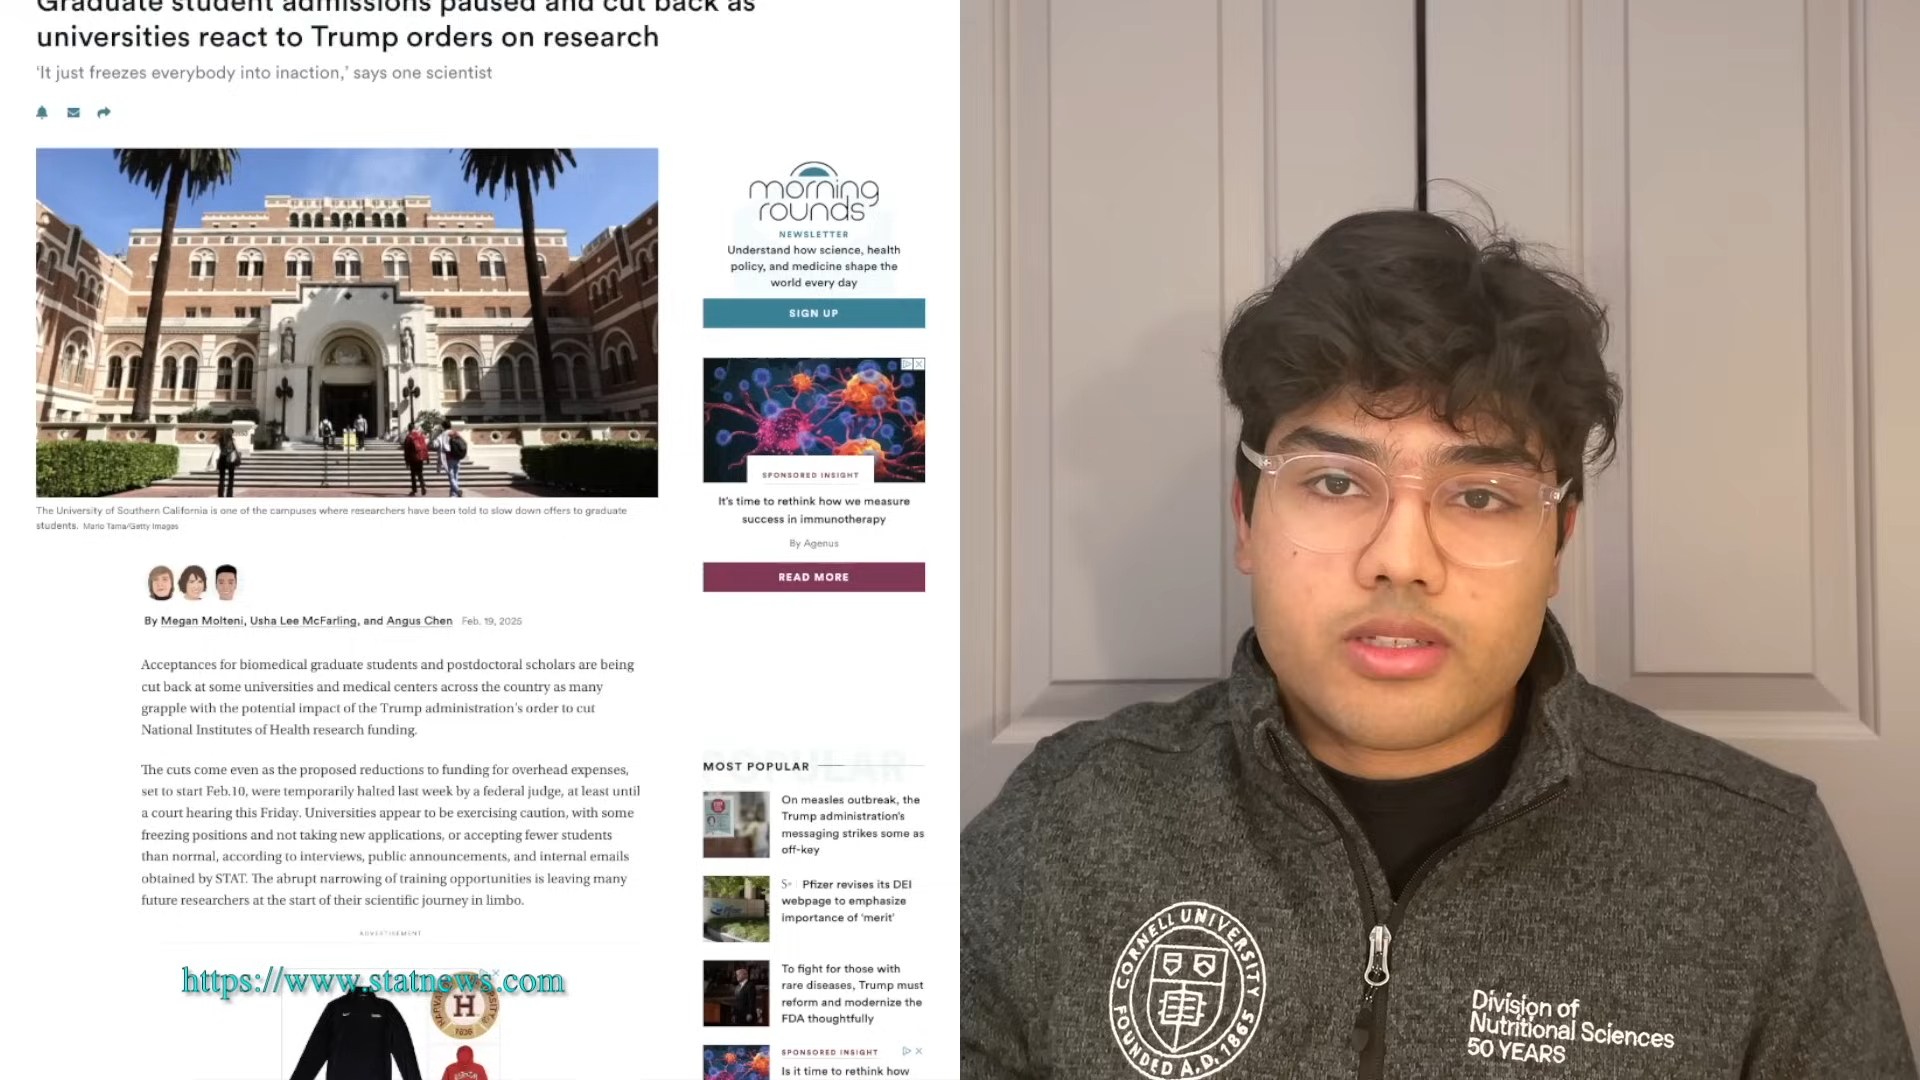 Graduate student admissions paused and cut back as
universities react to Trump orders on research
‘It just freezes everybody into inaction,’ says one scientist
The University of Southern California is one of the campuses where researchers have been told to slow down offers to graduate
students. Mario Tama/Getty Images
By Megan Molteni, Usha Lee McFarling, and Angus Chen Feb. 19, 2025
Acceptances for biomedical graduate students and postdoctoral scholars are being
cut back at some universities and medical centers across the country as many
grapple with the potential impact of the Trump administration’s order to cut
National Institutes of Health research funding.
The cuts come even as the proposed reductions to funding for overhead expenses,
set to start Feb.10, were temporarily halted last week by a federal judge, at least until
a court hearing this Friday. Universities appear to be exercising caution, with some
freezing positions and not taking new applications, or accepting fewer students
than normal, according to interviews, public announcements, and internal emails
obtained by STAT. The abrupt narrowing of training opportunities is leaving many
future researchers at the start of their scientific journey in limbo.
ADVERTISEMENT
https://www.statnews.com
H
1836
morning
rounds
NEWSLETTER
Understand how science, health
policy, and medicine shape the
world every day
SIGN UP
SPONSORED INSIGHT
It’s time to rethink how we measure
success in immunotherapy
By Agenus
READ MORE
MOST POPULAR
On measles outbreak, the
Trump administration’s
messaging strikes some as
off-key
Pfizer revises its DEI
webpage to emphasize
importance of ‘merit’
To fight for those with
rare diseases, Trump must
reform and modernize the
FDA thoughtfully
SPONSORED INSIGHT
Is it time to rethink how
CORNELL UNIVERSITY
FOUNDED A.D. 1865
Division of
Nutritional Sciences
50 YEARS